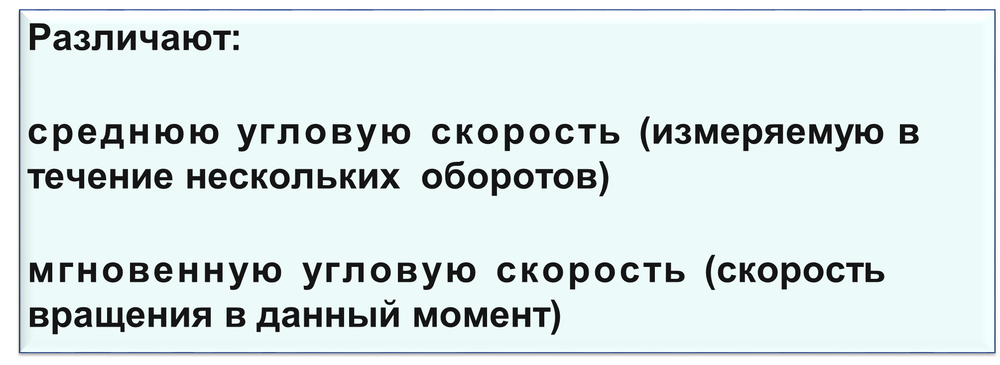 Различают:
среднюю угловую скорость (измеряемую в
течение нескольких оборотов)
мгновенную угловую скорость (скорость
вращения в данный момент)